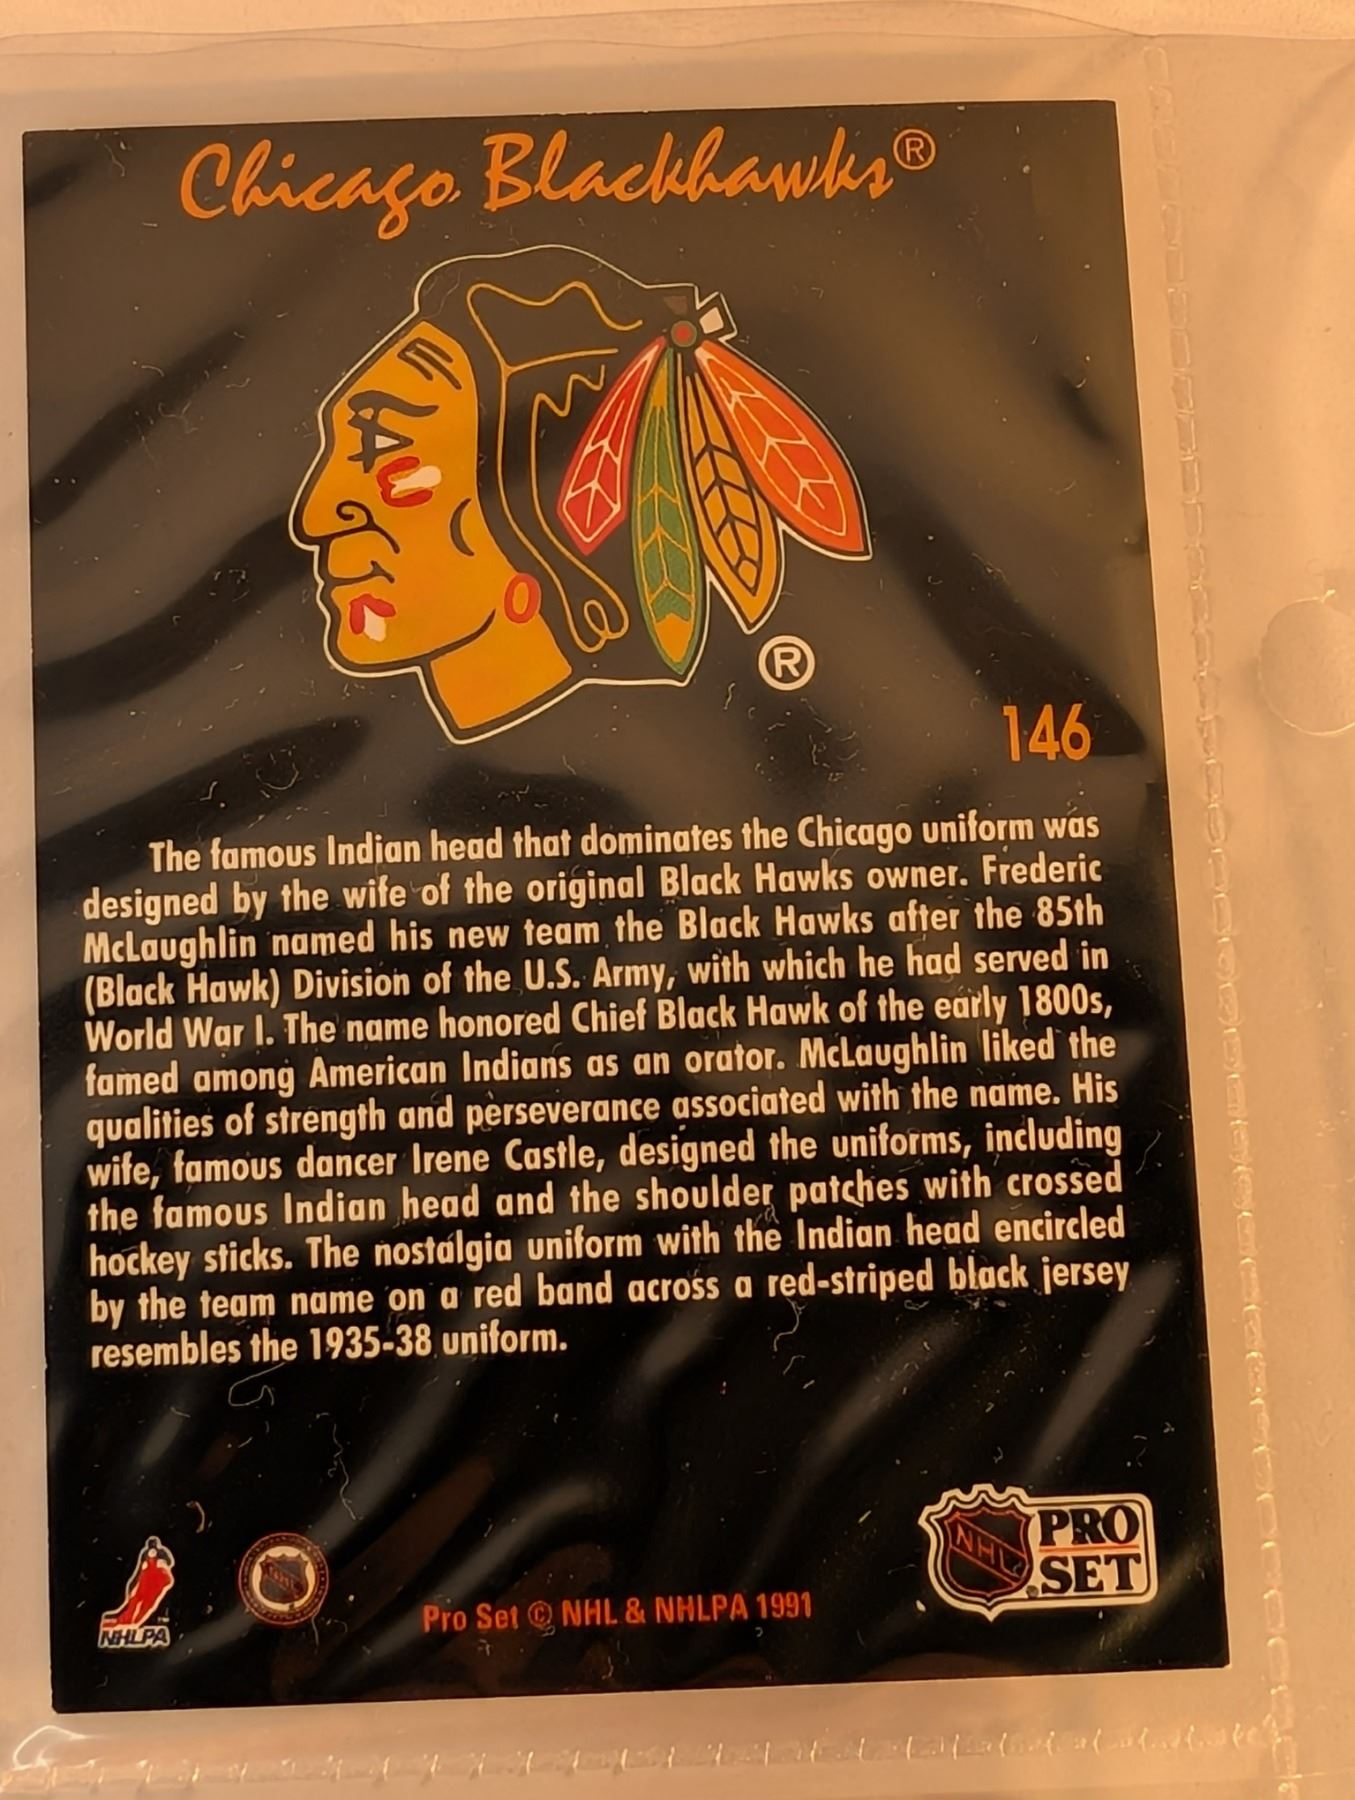 Chicago Blackhawks®
®
146
The famous Indian head that dominates the Chicago uniform was
designed by the wife of the original Black Hawks owner. Frederic
McLaughlin named his new team the Black Hawks after the 85th
(Black Hawk) Division of the U.S. Army, with which he had served in
World War I. The name honored Chief Black Hawk of the early 1800s,
famed among American Indians as an orator. McLaughlin liked the
qualities of strength and perseverance associated with the name. His
wife, famous dancer Irene Castle, designed the uniforms, including
the famous Indian head and the shoulder patches with crossed
hockey sticks. The nostalgia uniform with the Indian head encircled
by the team name on a red band across a red-striped black jersey
resembles the 1935-38 uniform.
NHL
PRO
SET
NHLPA
Pro Set © NHL & NHLPA 1991